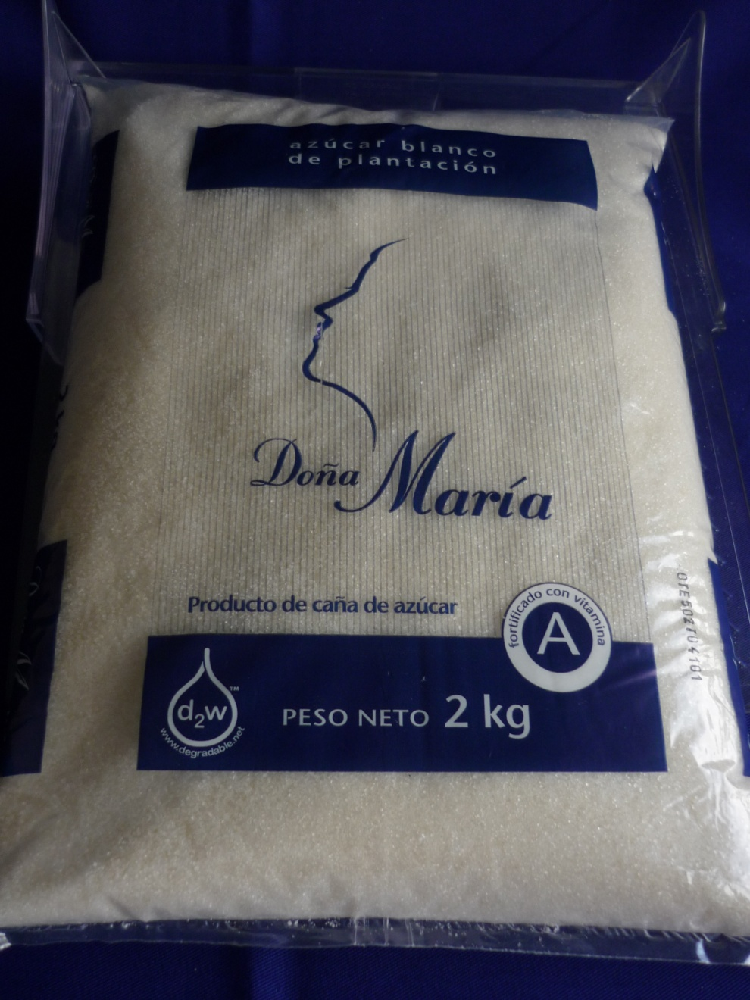 azúcar blanco
de plantación
Doña María
Producto de caña de azúcar
fortificado con vitamina
A
d2w™
www.degradable.net
PESO NETO 2 kg